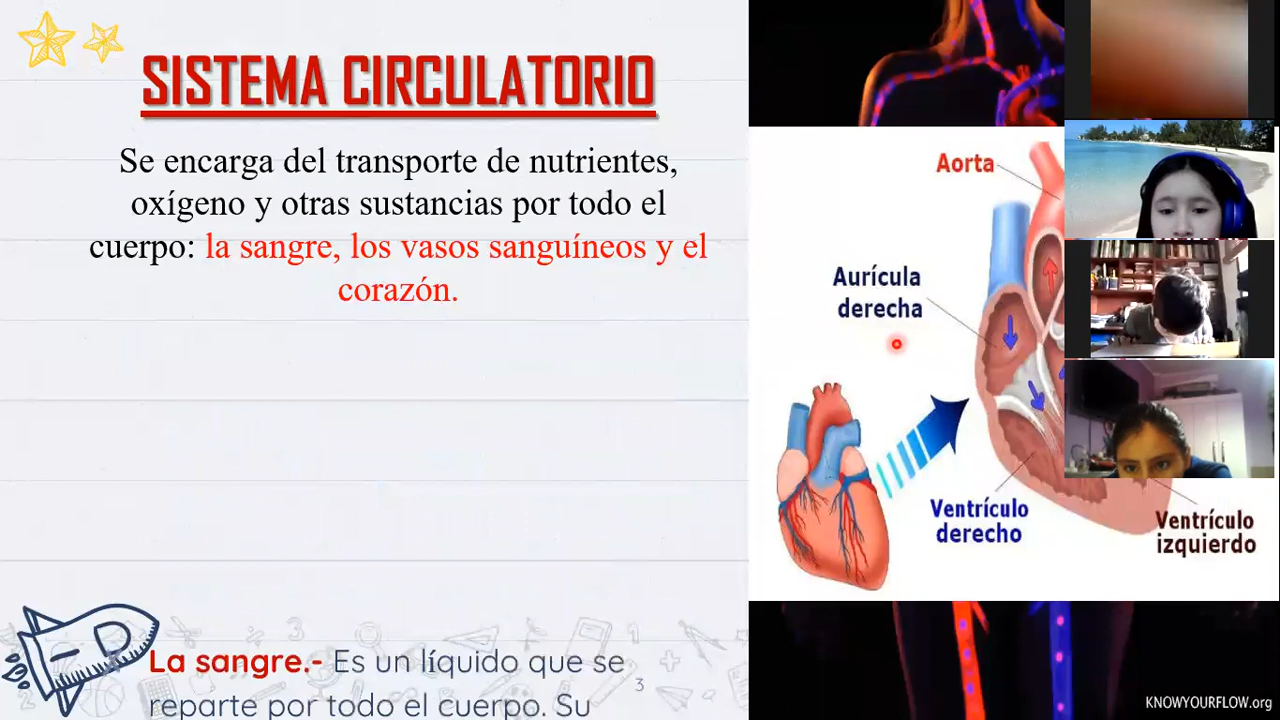 SISTEMA CIRCULATORIO
Se encarga del transporte de nutrientes,
oxígeno y otras sustancias por todo el
cuerpo: la sangre, los vasos sanguíneos y el
corazón.
La sangre.- Es un líquido que se
reparte por todo el cuerpo. Su
3
Aorta
Aurícula
derecha
Ventrículo
derecho
Ventrículo
izquierdo
KNOWYOURFLOW.org